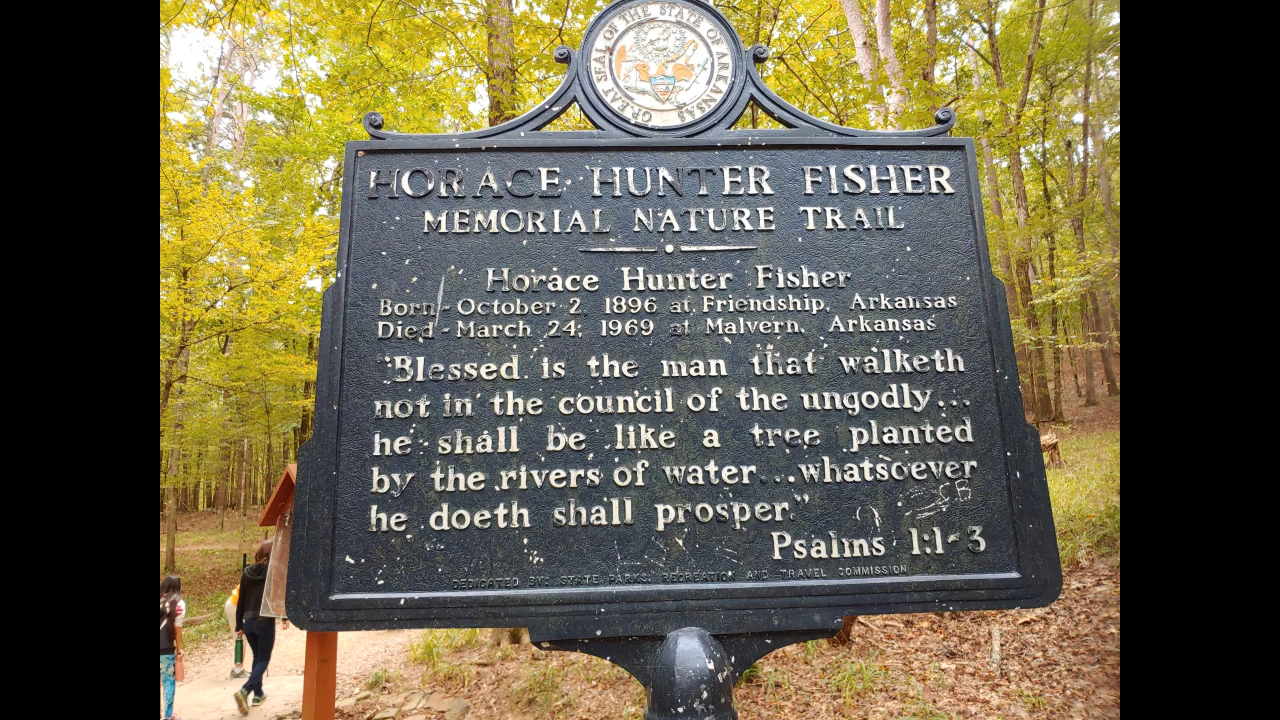 GREAT SEAL OF THE STATE OF ARKANSAS
HORACE HUNTER FISHER
MEMORIAL NATURE TRAIL
Horace Hunter Fisher
Born - October 2, 1896 at Friendship, Arkansas
Died - March 24, 1969 at Malvern, Arkansas
"Blessed is the man that walketh
not in the council of the ungodly...
he shall be like a tree planted
by the rivers of water...whatsoever
he doeth shall prosper."
Psalms 1:1-3
DEDICATED BY: STATE PARKS, RECREATION AND TRAVEL COMMISSION